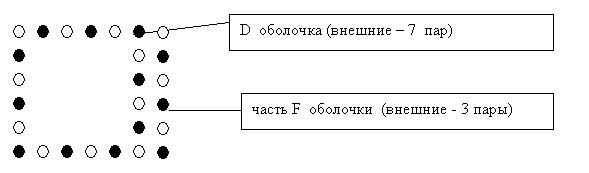 D оболочка (внешние – 7 пар)
часть F оболочки (внешние - 3 пары)